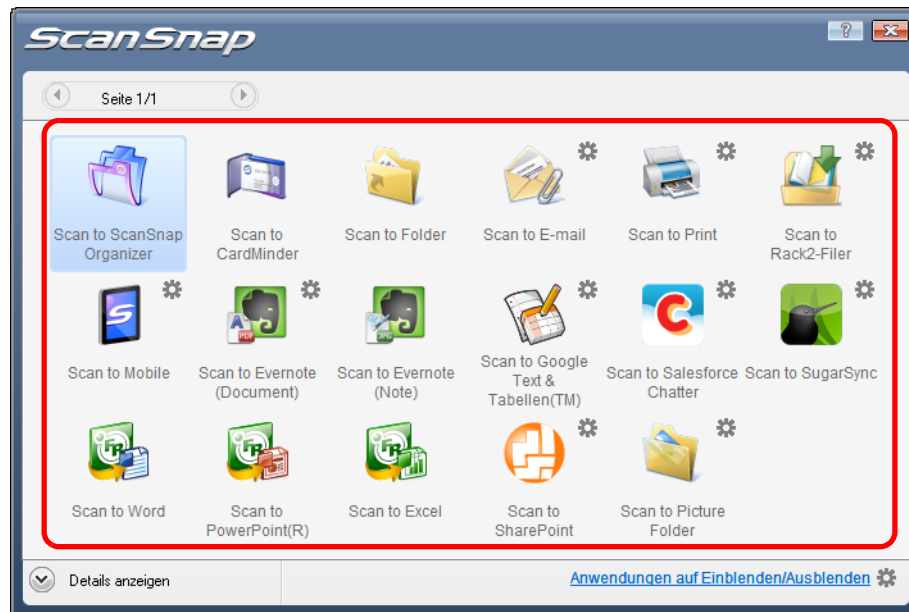 ScanSnap
Seite 1/1
Scan to ScanSnap
Organizer
Scan to
CardMinder
Scan to Folder
Scan to E-mail
Scan to Print
Scan to
Rack2-Filer
Scan to Mobile
Scan to Evernote
(Document)
Scan to Evernote
(Note)
Scan to Google
Text &
Tabellen(TM)
Scan to Salesforce
Chatter
Scan to SugarSync
Scan to Word
Scan to
PowerPoint(R)
Scan to Excel
Scan to
SharePoint
Scan to Picture
Folder
Details anzeigen
Anwendungen auf Einblenden/Ausblenden